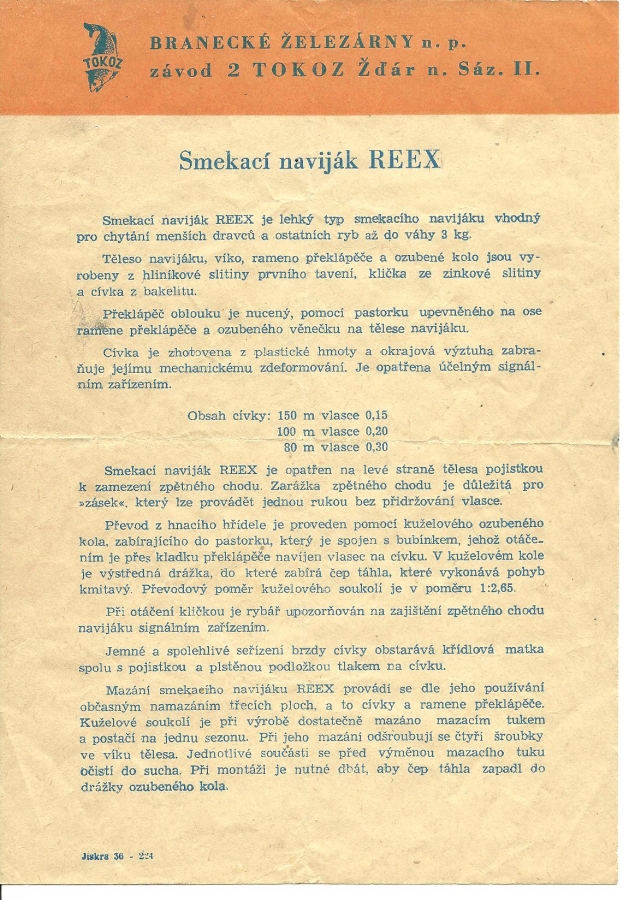 TOKOZ
BRANECKÉ ŽELEZÁRNY n. p.
závod 2 TOKOZ Žďár n. Sáz. II.
Smekací naviják REEX
Smekací naviják REEX je lehký typ smekacího navijáku vhodný
pro chytání menších dravců a ostatních ryb až do váhy 3 kg.
Těleso navijáku, víko, rameno překlápěče a ozubené kolo jsou vy-
robeny z hliníkové slitiny prvního tavení, klička ze zinkové slitiny
a cívka z bakelitu.
Překlápěč oblouku je nucený, pomocí pastorku upevněného na ose
ramene překlápěče a ozubeného věnečku na tělese navijáku.
Cívka je zhotovena z plastické hmoty a okrajová výztuha zabra-
ňuje jejímu mechanickému zdeformování. Je opatřena účelným signál-
ním zařízením.
Obsah cívky: 150 m vlasce 0,15
100 m vlasce 0,20
80 m vlasce 0,30
Smekací naviják REEX je opatřen na levé straně tělesa pojistkou
k zamezení zpětného chodu. Zarážka zpětného chodu je důležitá pro
»zásek«, který lze provádět jednou rukou bez přidržování vlasce.
Převod z hnacího hřídele je proveden pomocí kuželového ozubeného
kola, zabírajícího do pastorku, který je spojen s bubínkem, jehož otáče-
ním je přes kladku překlápěče navíjen vlasec na cívku. V kuželovém kole
je výstředná drážka, do které zabírá čep táhla, které vykonává pohyb
kmitavý. Převodový poměr kuželového soukolí je v poměru 1:2,65.
Při otáčení kličkou je rybář upozorňován na zajištění zpětného chodu
navijáku signálním zařízením.
Jemné a spolehlivé seřízení brzdy cívky obstarává křídlová matka
spolu s pojistkou a plstěnou podložkou tlakem na cívku.
Mazání smekacího navijáku REEX provádí se dle jeho používání
občasným namazáním třecích ploch, a to cívky a ramene překlápěče.
Kuželové soukolí je při výrobě dostatečně mazáno mazacím tukem
a postačí na jednu sezonu. Při jeho mazání odšroubují se čtyři šroubky
ve víku tělesa. Jednotlivé součásti se před výměnou mazacího tuku
očistí do sucha. Při montáži je nutné dbát, aby čep táhla zapadl do
drážky ozubeného kola.
Jiskra 36 - 224